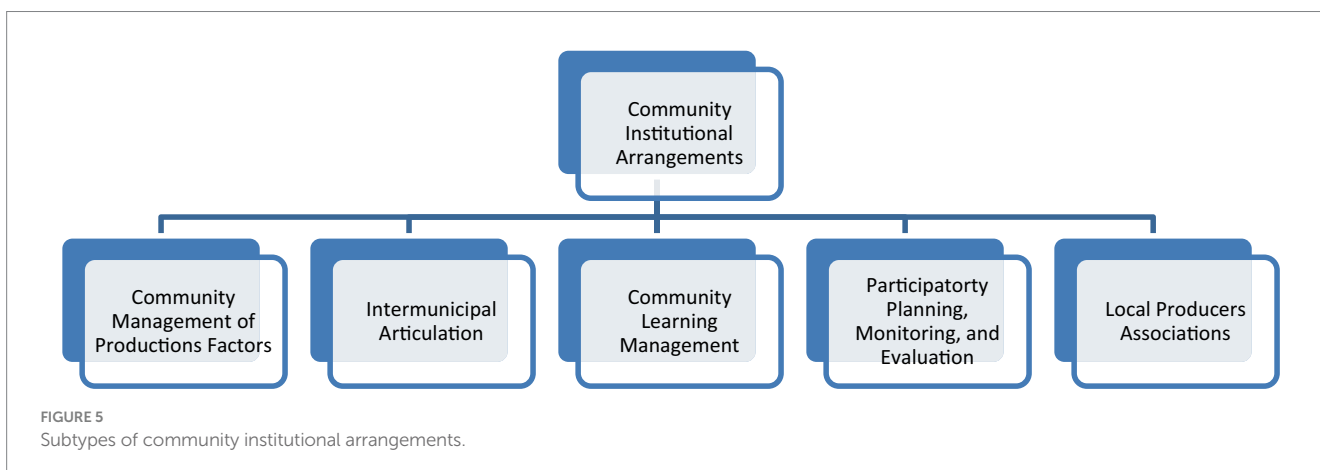 Community
Institutional
Arrangements
Community
Management of
Productions Factors
Intermunicipal
Articulation
Community
Learning
Management
Participatorty
Planning,
Monitoring, and
Evaluation
Local Producers
Associations
FIGURE 5
Subtypes of community institutional arrangements.